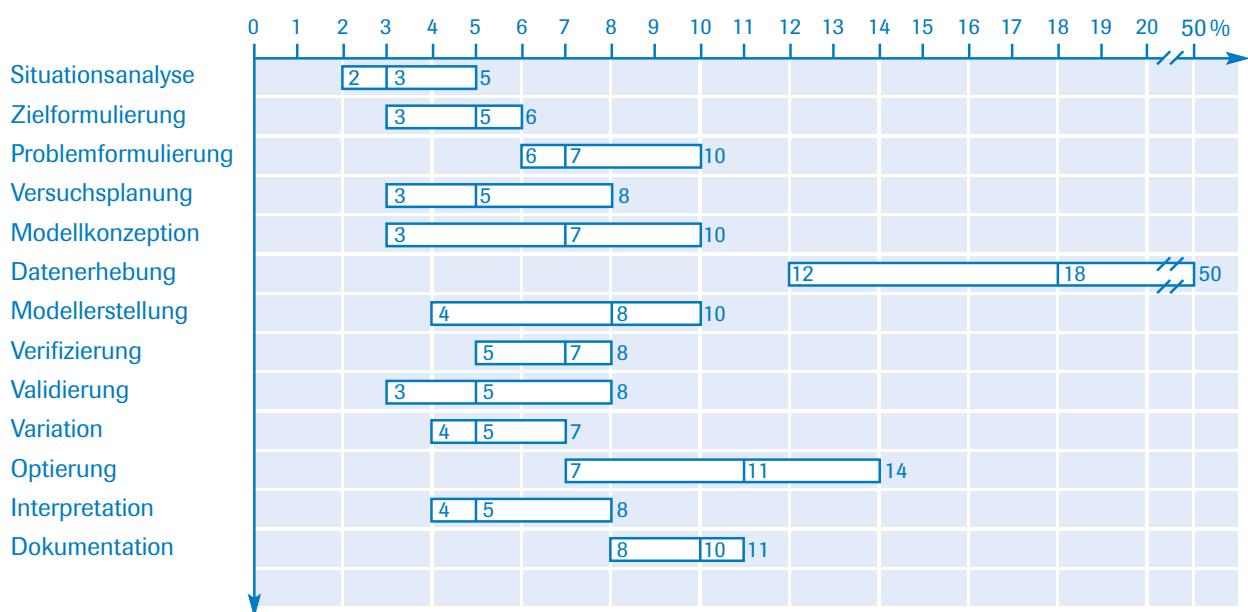 0 1 2 3 4 5 6 7 8 9 10 11 12 13 14 15 16 17 18 19 20 50 %
Situationsanalyse 2 3 5
Zielformulierung 3 5 6
Problemformulierung 6 7 10
Versuchsplanung 3 5 8
Modellkonzeption 3 7 10
Datenerhebung 12 18 50
Modellerstellung 4 8 10
Verifizierung 5 7 8
Validierung 3 5 8
Variation 4 5 7
Optierung 7 11 14
Interpretation 4 5 8
Dokumentation 8 10 11